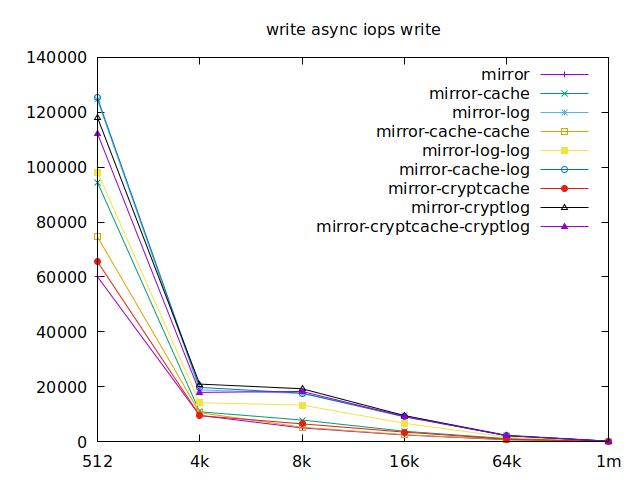 write async iops write
140000
120000
100000
80000
60000
40000
20000
0
mirror
mirror-cache
mirror-log
mirror-cache-cache
mirror-log-log
mirror-cache-log
mirror-cryptcache
mirror-cryptlog
mirror-cryptcache-cryptlog
512 4k 8k 16k 64k 1m